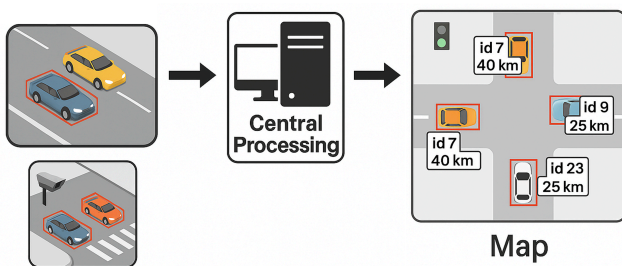 Central
Processing
id 7
40 km
id 9
25 km
id 7
40 km
id 23
25 km
Map